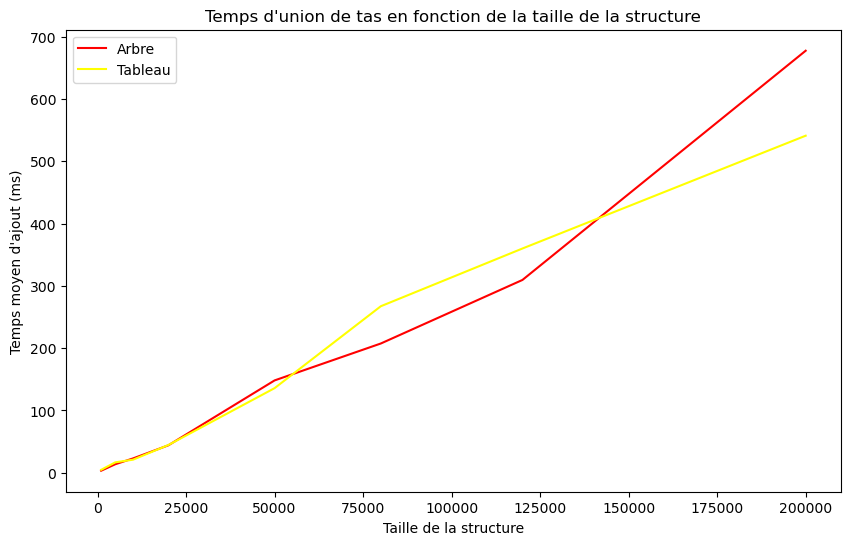 Temps d'union de tas en fonction de la taille de la structure
Arbre
Tableau
Temps moyen d'ajout (ms)
700
600
500
400
300
200
100
0
0 25000 50000 75000 100000 125000 150000 175000 200000
Taille de la structure